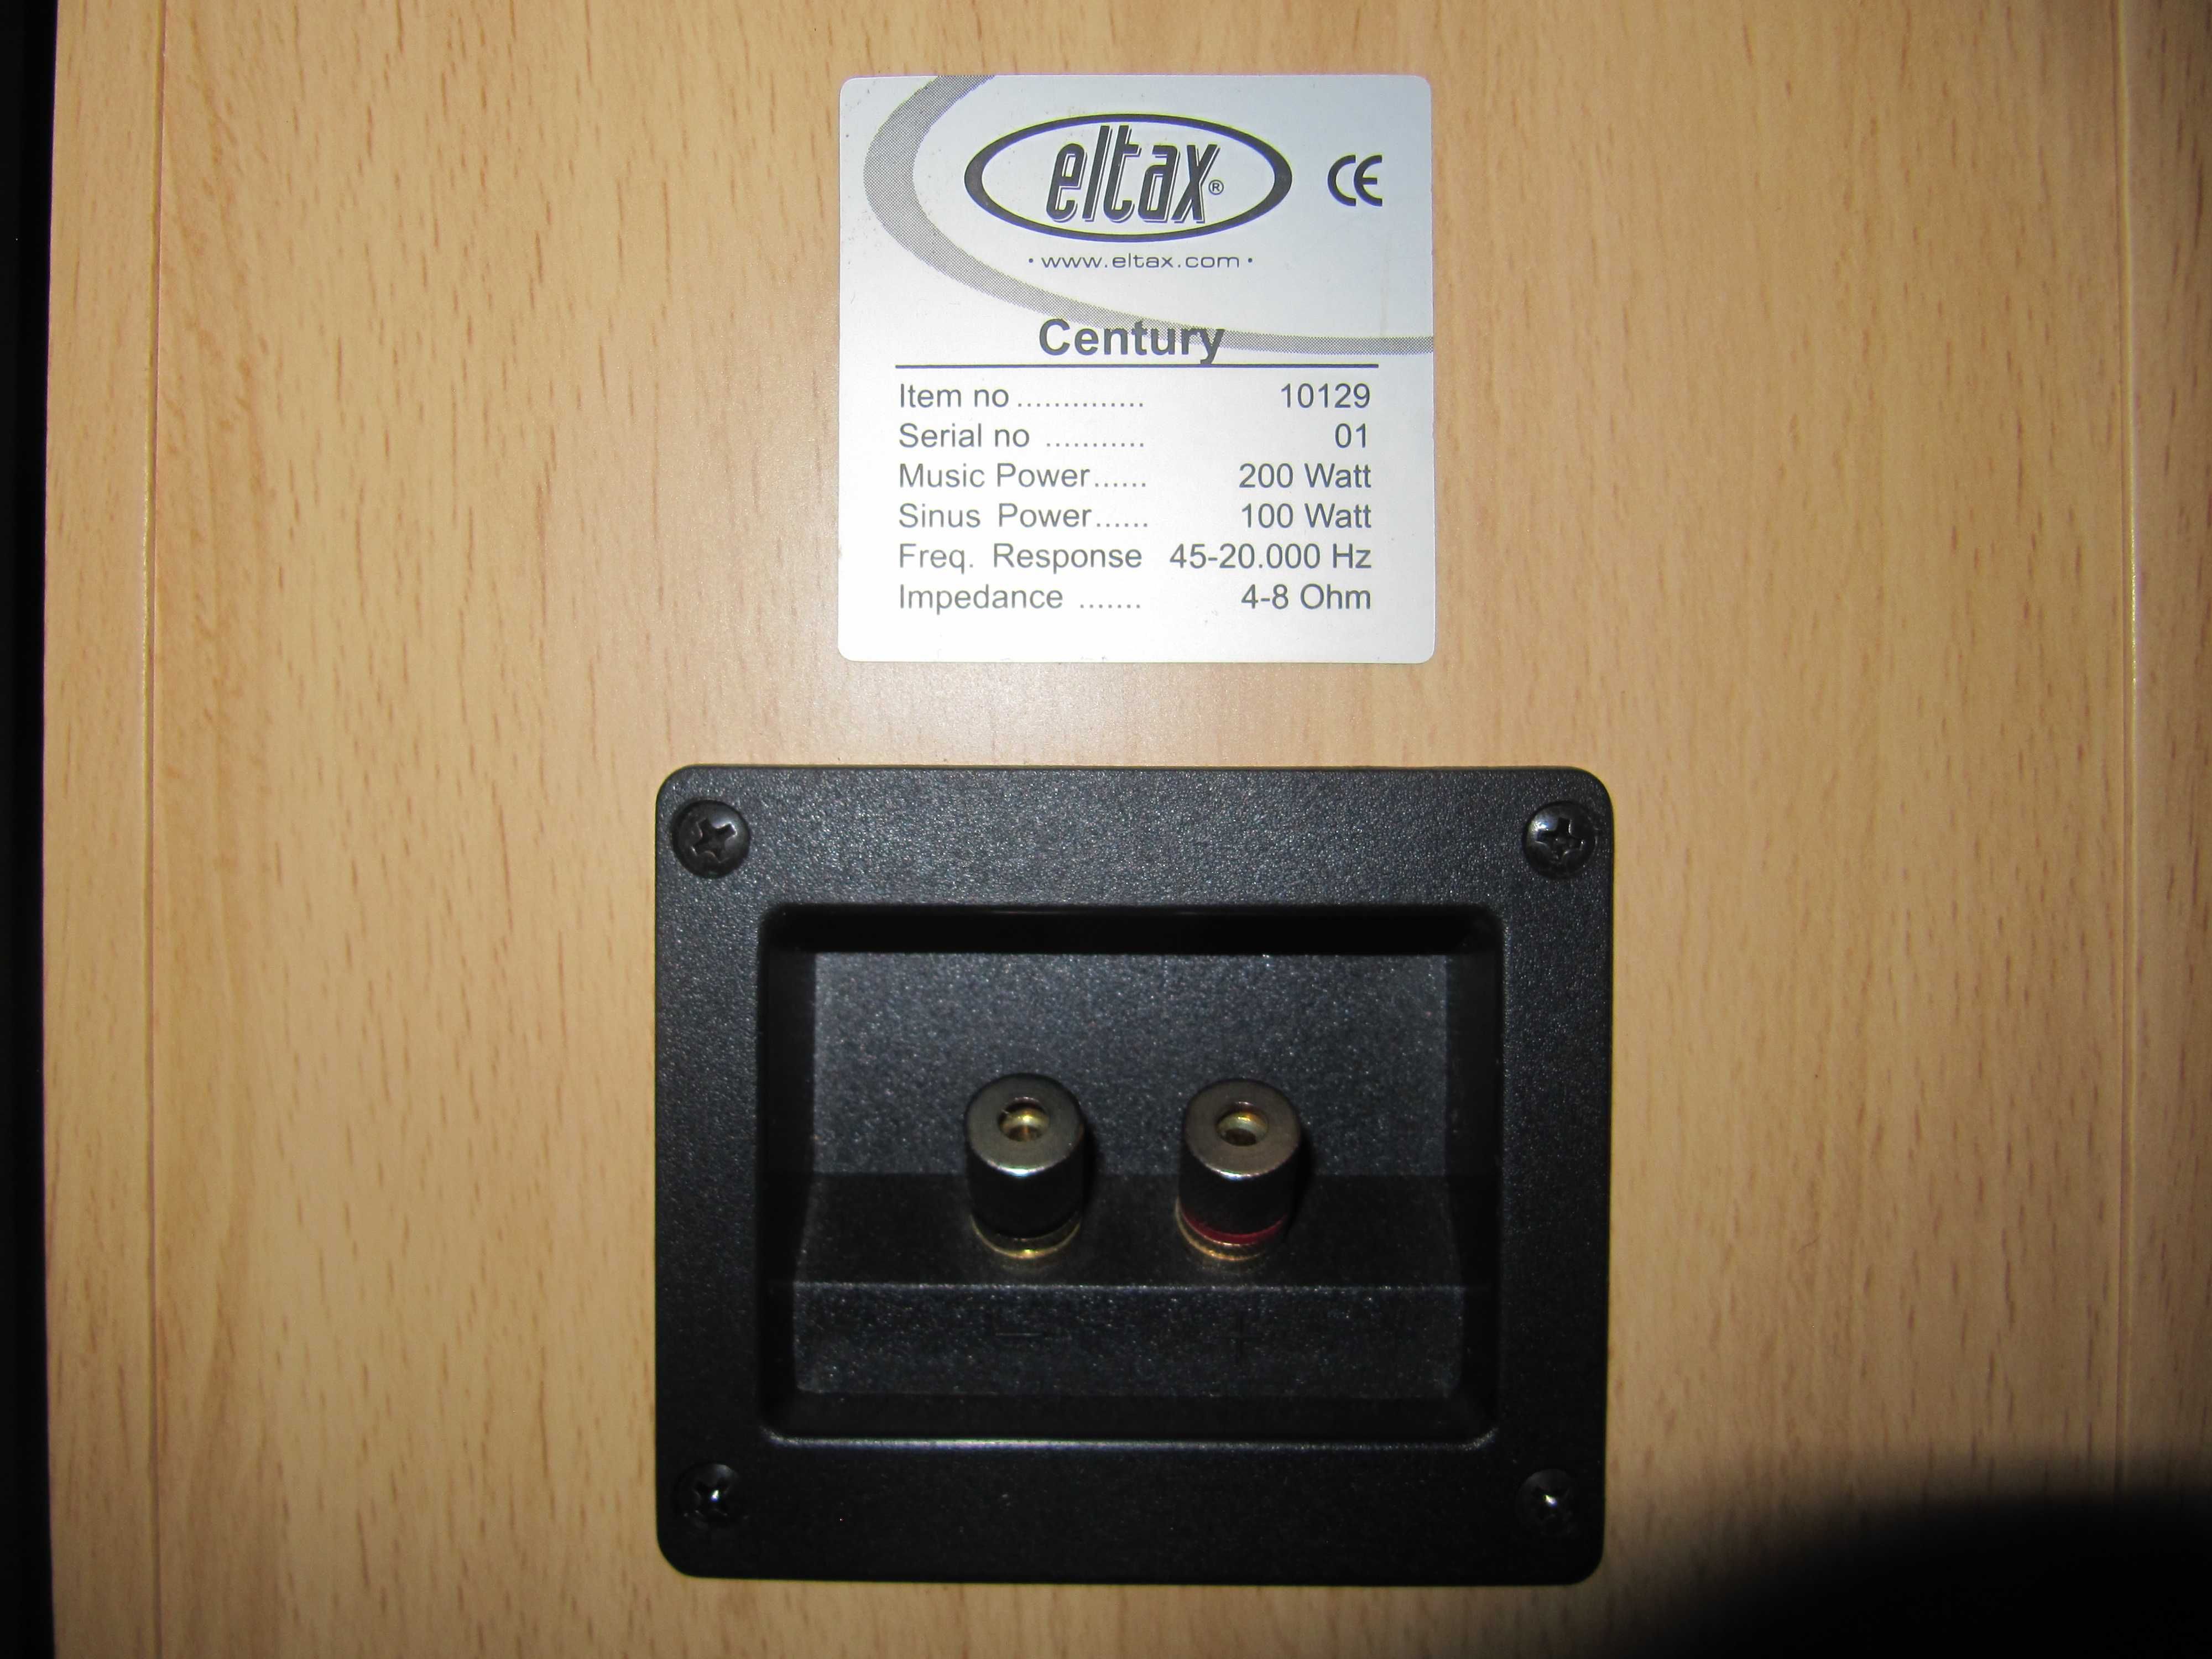 eltax®
CE
• www.eltax.com •
Century
Item no .............. 10129
Serial no ........... 01
Music Power...... 200 Watt
Sinus Power...... 100 Watt
Freq. Response 45-20.000 Hz
Impedance ....... 4-8 Ohm
− +